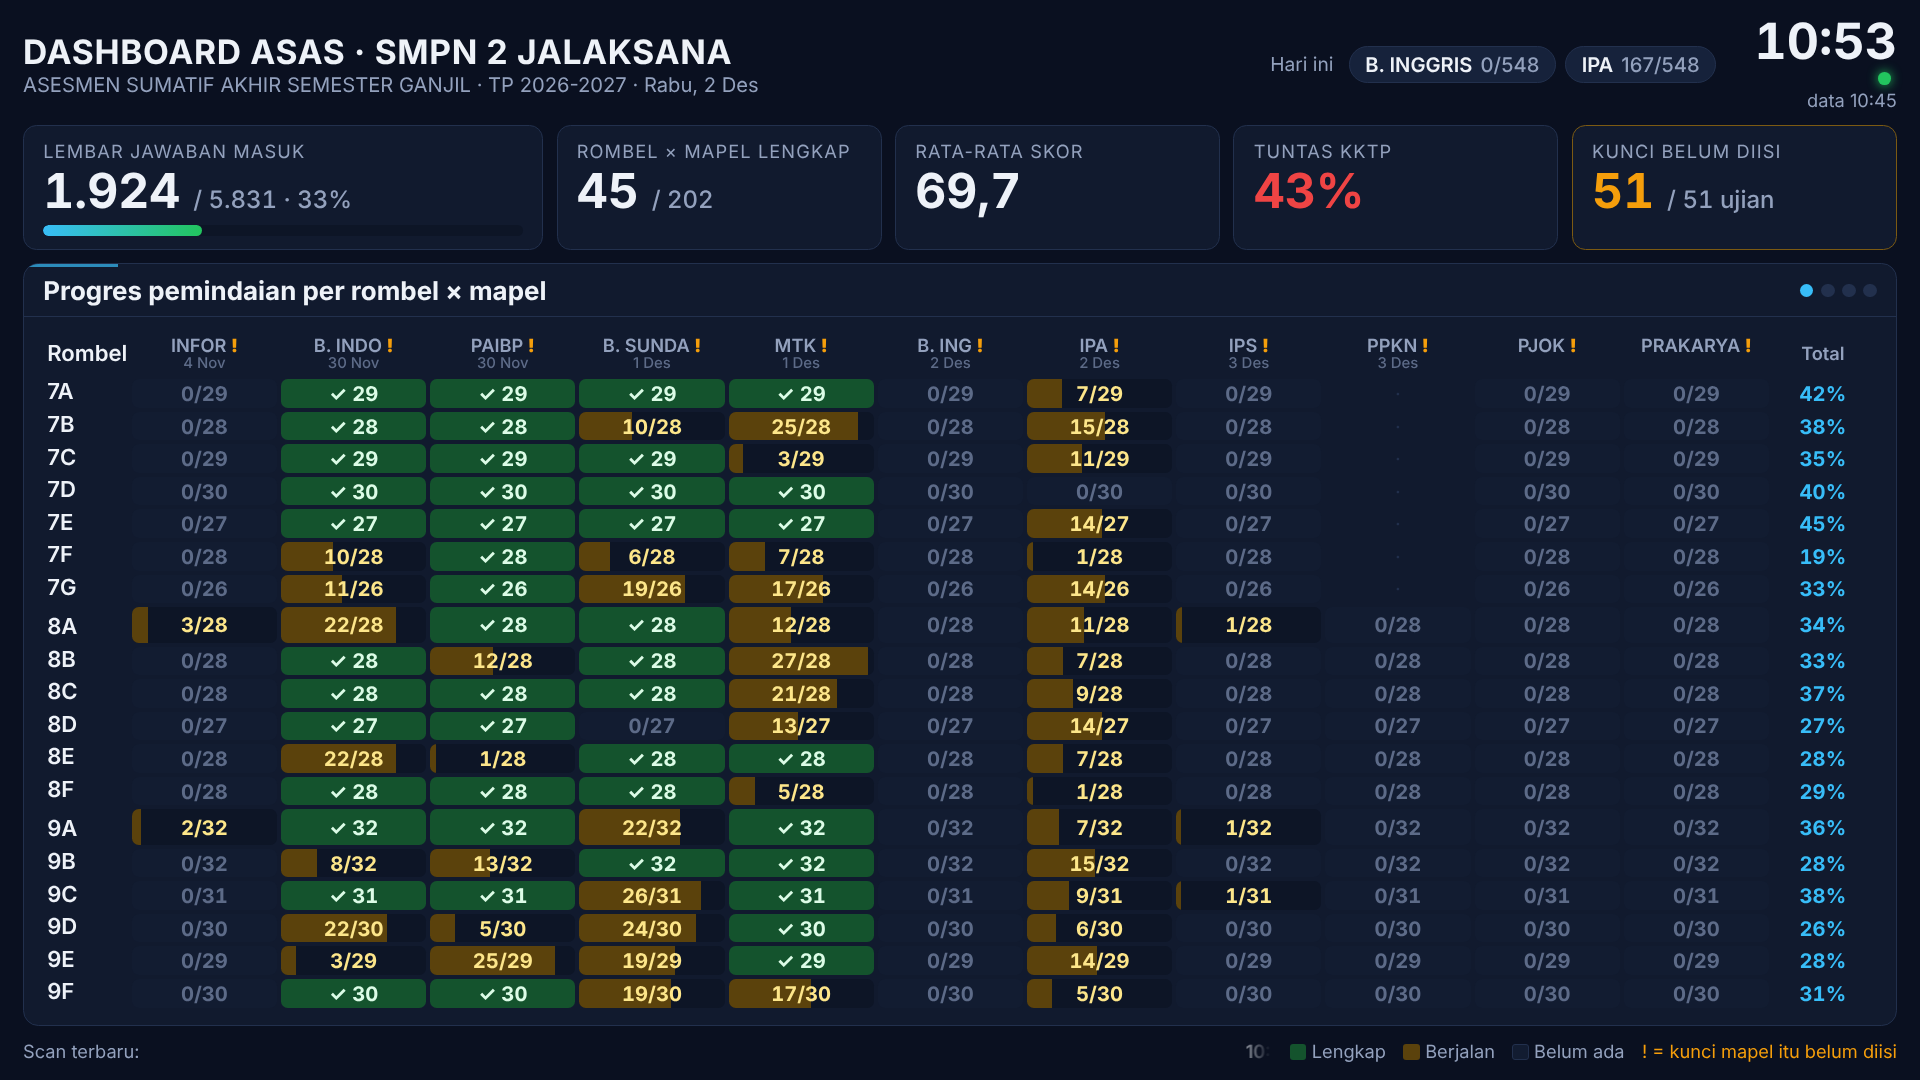 DASHBOARD ASAS · SMPN 2 JALAKSANA
ASESMEN SUMATIF AKHIR SEMESTER GANJIL · TP 2026-2027 · Rabu, 2 Des
Hari ini B. INGGRIS 0/548 IPA 167/548
10:53
data 10:45
LEMBAR JAWABAN MASUK
1.924 / 5.831 · 33%
ROMBEL × MAPEL LENGKAP
45 / 202
RATA-RATA SKOR
69,7
TUNTAS KKTP
43%
KUNCI BELUM DIISI
51 / 51 ujian
Progres pemindaian per rombel × mapel
Rombel INFOR ! B. INDO ! PAIBP ! B. SUNDA ! MTK ! B. ING ! IPA ! IPS ! PPKN ! PJOK ! PRAKARYA ! Total
4 Nov 30 Nov 30 Nov 1 Des 1 Des 2 Des 2 Des 3 Des 3 Des
7A 0/29 ✓ 29 ✓ 29 ✓ 29 ✓ 29 0/29 7/29 0/29 · 0/29 0/29 42%
7B 0/28 ✓ 28 ✓ 28 10/28 25/28 0/28 15/28 0/28 · 0/28 0/28 38%
7C 0/29 ✓ 29 ✓ 29 ✓ 29 3/29 0/29 11/29 0/29 · 0/29 0/29 35%
7D 0/30 ✓ 30 ✓ 30 ✓ 30 ✓ 30 0/30 0/30 0/30 · 0/30 0/30 40%
7E 0/27 ✓ 27 ✓ 27 ✓ 27 ✓ 27 0/27 14/27 0/27 · 0/27 0/27 45%
7F 0/28 10/28 ✓ 28 6/28 7/28 0/28 1/28 0/28 · 0/28 0/28 19%
7G 0/26 11/26 ✓ 26 19/26 17/26 0/26 14/26 0/26 · 0/26 0/26 33%
8A 3/28 22/28 ✓ 28 ✓ 28 12/28 0/28 11/28 1/28 0/28 0/28 0/28 34%
8B 0/28 ✓ 28 12/28 ✓ 28 27/28 0/28 7/28 0/28 0/28 0/28 0/28 33%
8C 0/28 ✓ 28 ✓ 28 ✓ 28 21/28 0/28 9/28 0/28 0/28 0/28 0/28 37%
8D 0/27 ✓ 27 ✓ 27 0/27 13/27 0/27 14/27 0/27 0/27 0/27 0/27 27%
8E 0/28 22/28 1/28 ✓ 28 ✓ 28 0/28 7/28 0/28 0/28 0/28 0/28 28%
8F 0/28 ✓ 28 ✓ 28 ✓ 28 5/28 0/28 1/28 0/28 0/28 0/28 0/28 29%
9A 2/32 ✓ 32 ✓ 32 22/32 ✓ 32 0/32 7/32 1/32 0/32 0/32 0/32 36%
9B 0/32 8/32 13/32 ✓ 32 ✓ 32 0/32 15/32 0/32 0/32 0/32 0/32 28%
9C 0/31 ✓ 31 ✓ 31 26/31 ✓ 31 0/31 9/31 1/31 0/31 0/31 0/31 38%
9D 0/30 22/30 5/30 24/30 ✓ 30 0/30 6/30 0/30 0/30 0/30 0/30 26%
9E 0/29 3/29 25/29 19/29 ✓ 29 0/29 14/29 0/29 0/29 0/29 0/29 28%
9F 0/30 ✓ 30 ✓ 30 19/30 17/30 0/30 5/30 0/30 0/30 0/30 0/30 31%
Scan terbaru: 10: Lengkap Berjalan Belum ada ! = kunci mapel itu belum diisi